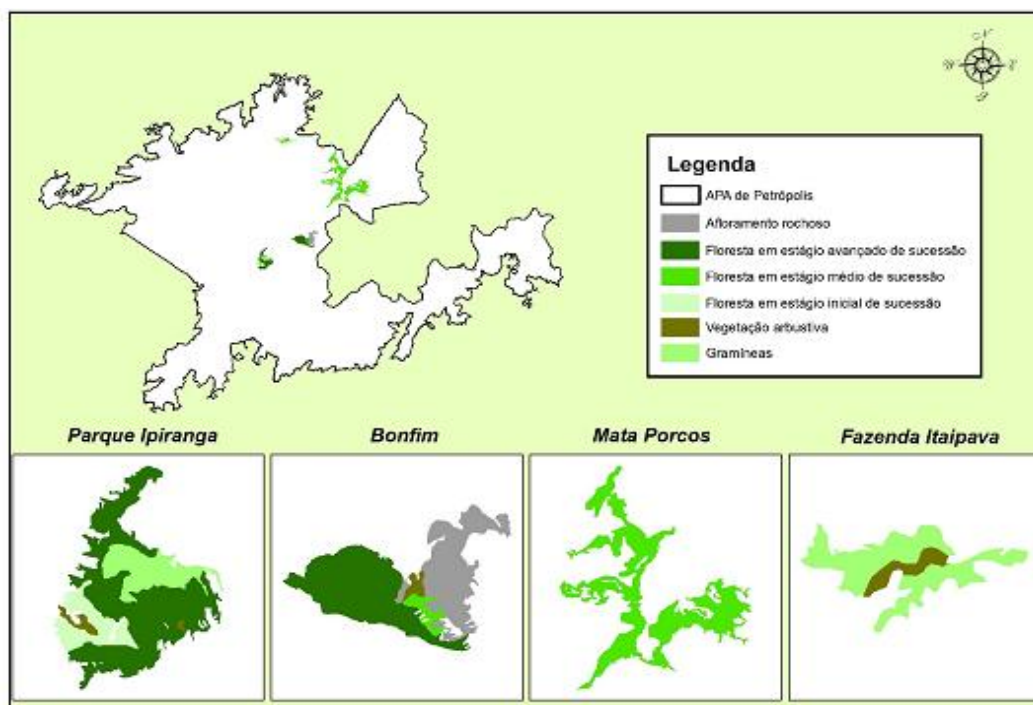 N
Legenda
APA de Petrópolis
Afloramento rochoso
Floresta em estágio avançado de sucessão
Floresta em estágio médio de sucessão
Floresta em estágio inicial de sucessão
Vegetação arbustiva
Gramíneas
Parque Ipiranga
Bonfim
Mata Porcos
Fazenda Itaipava